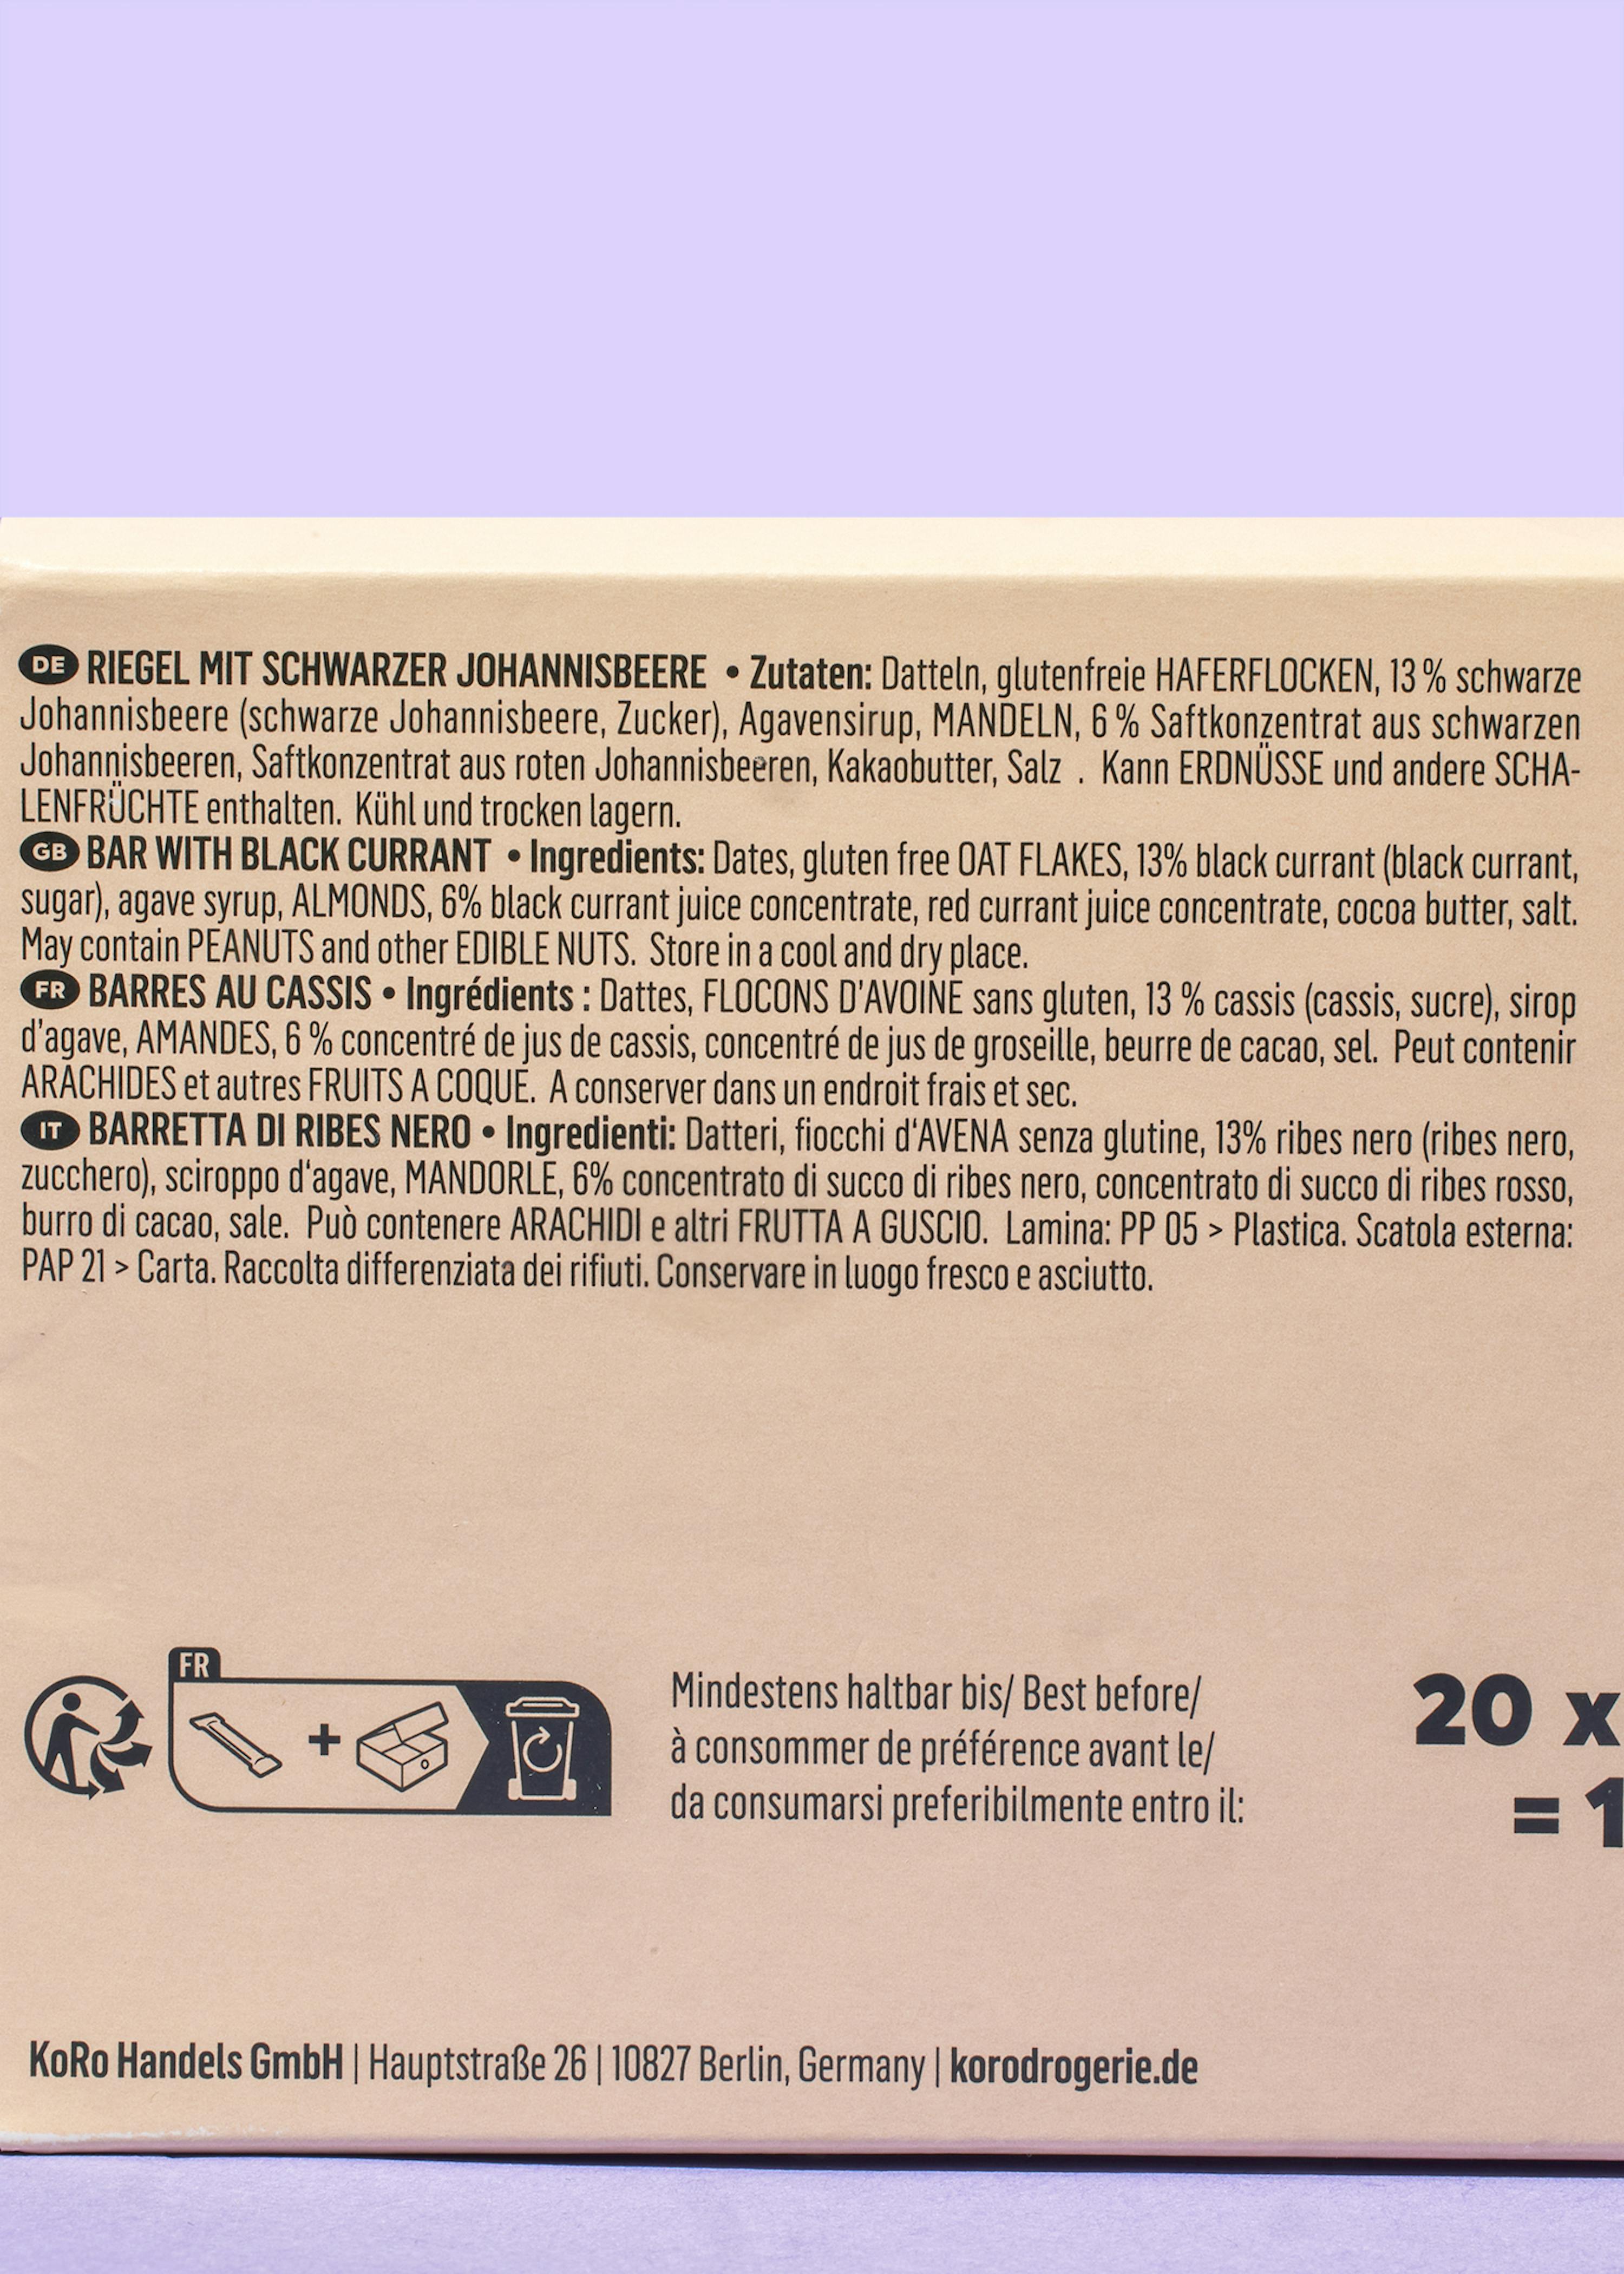 DE RIEGEL MIT SCHWARZER JOHANNISBEERE • Zutaten: Datteln, glutenfreie HAFERFLOCKEN, 13 % schwarze
Johannisbeere (schwarze Johannisbeere, Zucker), Agavensirup, MANDELN, 6 % Saftkonzentrat aus schwarzen
Johannisbeeren, Saftkonzentrat aus roten Johannisbeeren, Kakaobutter, Salz . Kann ERDNÜSSE und andere SCHA-
LENFRÜCHTE enthalten. Kühl und trocken lagern.
GB BAR WITH BLACK CURRANT • Ingredients: Dates, gluten free OAT FLAKES, 13% black currant (black currant,
sugar), agave syrup, ALMONDS, 6% black currant juice concentrate, red currant juice concentrate, cocoa butter, salt.
May contain PEANUTS and other EDIBLE NUTS. Store in a cool and dry place.
FR BARRES AU CASSIS • Ingrédients : Dattes, FLOCONS D'AVOINE sans gluten, 13 % cassis (cassis, sucre), sirop
d'agave, AMANDES, 6 % concentré de jus de cassis, concentré de jus de groseille, beurre de cacao, sel. Peut contenir
ARACHIDES et autres FRUITS A COQUE. A conserver dans un endroit frais et sec.
IT BARRETTA DI RIBES NERO • Ingredienti: Datteri, fiocchi d‘AVENA senza glutine, 13% ribes nero (ribes nero,
zucchero), sciroppo d‘agave, MANDORLE, 6% concentrato di succo di ribes nero, concentrato di succo di ribes rosso,
burro di cacao, sale. Può contenere ARACHIDI e altri FRUTTA A GUSCIO. Lamina: PP 05 > Plastica. Scatola esterna:
PAP 21 > Carta. Raccolta differenziata dei rifiuti. Conservare in luogo fresco e asciutto.
FR
+
Mindestens haltbar bis/ Best before/
à consommer de préférence avant le/
da consumarsi preferibilmente entro il:
20 x
= 1
KoRo Handels GmbH | Hauptstraße 26 | 10827 Berlin, Germany | korodrogerie.de